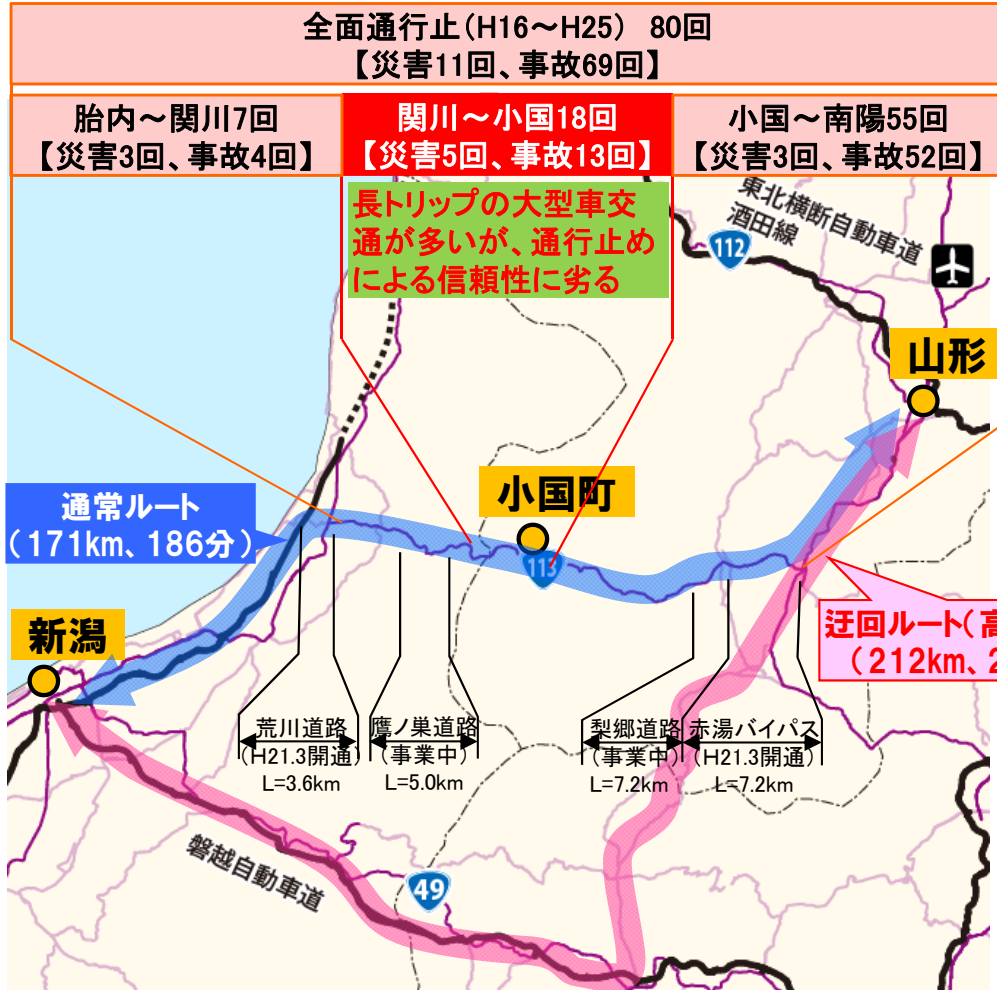 全面通行止(H16～H25) 80回
【災害11回、事故69回】
胎内～関川7回
【災害3回、事故4回】
関川～小国18回
【災害5回、事故13回】
小国～南陽55回
【災害3回、事故52回】
長トリップの大型車交
通が多いが、通行止め
による信頼性に劣る
東北横断自動車道
酒田線
112
山形
小国町
113
通常ルート
(171km、186分)
新潟
迂回ルート(高
(212km、2
荒川道路
(H21.3開通)
L=3.6km
鷹ノ巣道路
(事業中)
L=5.0km
梨郷道路
(事業中)
L=7.2km
赤湯バイパス
(H21.3開通)
L=7.2km
磐越自動車道
49